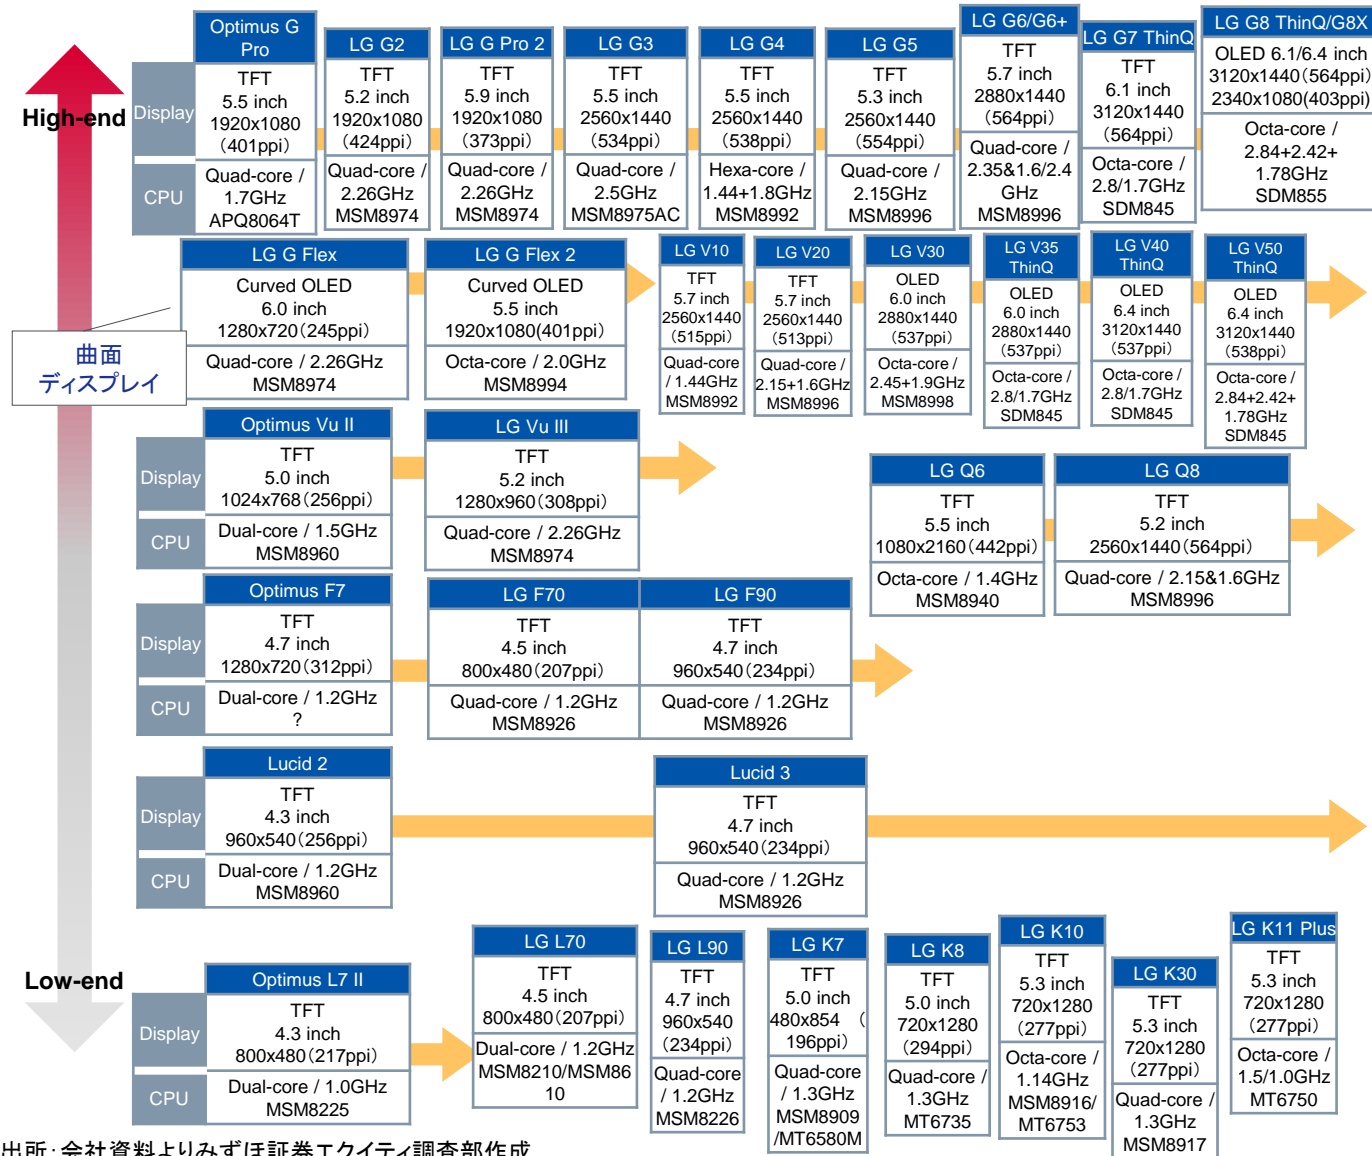 High-end
Display
CPU
Optimus G
Pro
TFT
5.5 inch
1920x1080
(401ppi)
Quad-core /
1.7GHz
APQ8064T
LG G2
TFT
5.2 inch
1920x1080
(424ppi)
Quad-core /
2.26GHz
MSM8974
LG G Pro 2
TFT
5.9 inch
1920x1080
(373ppi)
Quad-core /
2.26GHz
MSM8974
LG G3
TFT
5.5 inch
2560x1440
(534ppi)
Quad-core /
2.5GHz
MSM8975AC
LG G4
TFT
5.5 inch
2560x1440
(538ppi)
Hexa-core /
1.44+1.8GHz
MSM8992
LG G5
TFT
5.3 inch
2560x1440
(554ppi)
Quad-core /
2.15GHz
MSM8996
LG G6/G6+
TFT
5.7 inch
2880x1440
(564ppi)
Quad-core /
2.35&1.6/2.4
GHz
MSM8996
LG G7 ThinQ
TFT
6.1 inch
3120x1440
(564ppi)
Octa-core /
2.8/1.7GHz
SDM845
LG G8 ThinQ/G8X
OLED 6.1/6.4 inch
3120x1440(564ppi)
2340x1080(403ppi)
Octa-core /
2.84+2.42+
1.78GHz
SDM855
曲面
ディスプレイ
LG G Flex
Curved OLED
6.0 inch
1280x720(245ppi)
Quad-core / 2.26GHz
MSM8974
LG G Flex 2
Curved OLED
5.5 inch
1920x1080(401ppi)
Octa-core / 2.0GHz
MSM8994
LG V10
TFT
5.7 inch
2560x1440
(515ppi)
Quad-core
/ 1.44GHz
MSM8992
LG V20
TFT
5.7 inch
2560x1440
(513ppi)
Quad-core /
2.15+1.6GHz
MSM8996
LG V30
OLED
6.0 inch
2880x1440
(537ppi)
Octa-core /
2.45+1.9GHz
MSM8998
LG V35
ThinQ
OLED
6.0 inch
2880x1440
(537ppi)
Octa-core /
2.8/1.7GHz
SDM845
LG V40
ThinQ
OLED
6.4 inch
3120x1440
(537ppi)
Octa-core /
2.8/1.7GHz
SDM845
LG V50
ThinQ
OLED
6.4 inch
3120x1440
(538ppi)
Octa-core /
2.84+2.42+
1.78GHz
SDM845
Display
CPU
Optimus Vu II
TFT
5.0 inch
1024x768(256ppi)
Dual-core / 1.5GHz
MSM8960
LG Vu III
TFT
5.2 inch
1280x960(308ppi)
Quad-core / 2.26GHz
MSM8974
LG Q6
TFT
5.5 inch
1080x2160(442ppi)
Octa-core / 1.4GHz
MSM8940
LG Q8
TFT
5.2 inch
2560x1440(564ppi)
Quad-core / 2.15&1.6GHz
MSM8996
Display
CPU
Optimus F7
TFT
4.7 inch
1280x720(312ppi)
Dual-core / 1.2GHz
?
LG F70
TFT
4.5 inch
800x480(207ppi)
Quad-core / 1.2GHz
MSM8926
LG F90
TFT
4.7 inch
960x540(234ppi)
Quad-core / 1.2GHz
MSM8926
Display
CPU
Lucid 2
TFT
4.3 inch
960x540(256ppi)
Dual-core / 1.2GHz
MSM8960
Lucid 3
TFT
4.7 inch
960x540(234ppi)
Quad-core / 1.2GHz
MSM8926
Low-end
Display
CPU
Optimus L7 II
TFT
4.3 inch
800x480(217ppi)
Dual-core / 1.0GHz
MSM8225
LG L70
TFT
4.5 inch
800x480(207ppi)
Dual-core / 1.2GHz
MSM8210/MSM86
10
LG L90
TFT
4.7 inch
960x540
(234ppi)
Quad-core
/ 1.2GHz
MSM8226
LG K7
TFT
5.0 inch
480x854 (
196ppi)
Quad-core
/ 1.3GHz
MSM8909
/MT6580M
LG K8
TFT
5.0 inch
720x1280
(294ppi)
Quad-core /
1.3GHz
MT6735
LG K10
TFT
5.3 inch
720x1280
(277ppi)
Octa-core /
1.14GHz
MSM8916/
MT6753
LG K30
TFT
5.3 inch
720x1280
(277ppi)
Quad-core /
1.3GHz
MSM8917
LG K11 Plus
TFT
5.3 inch
720x1280
(277ppi)
Octa-core /
1.5/1.0GHz
MT6750
出所:会社資料よりみずほ証券エクイティ調査部作成